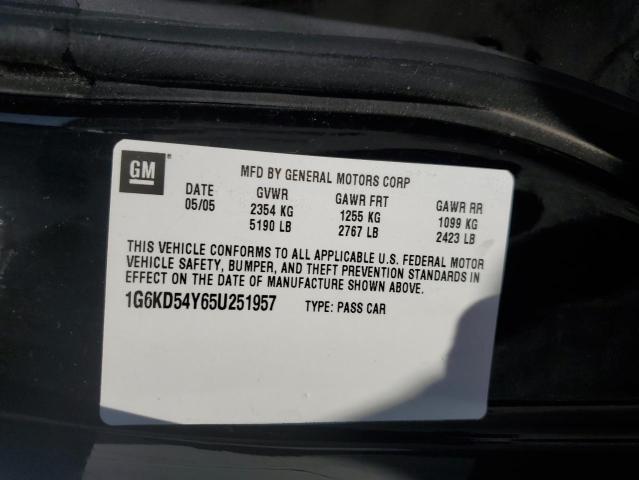 GM ®
MFD BY GENERAL MOTORS CORP
DATE GVWR GAWR FRT GAWR RR
05/05 2354 KG 1255 KG 1099 KG
5190 LB 2767 LB 2423 LB
THIS VEHICLE CONFORMS TO ALL APPLICABLE U.S. FEDERAL MOTOR
VEHICLE SAFETY, BUMPER, AND THEFT PREVENTION STANDARDS IN
EFFECT ON THE DATE OF MANUFACTURE SHOWN ABOVE.
1G6KD54Y65U251957 TYPE: PASS CAR